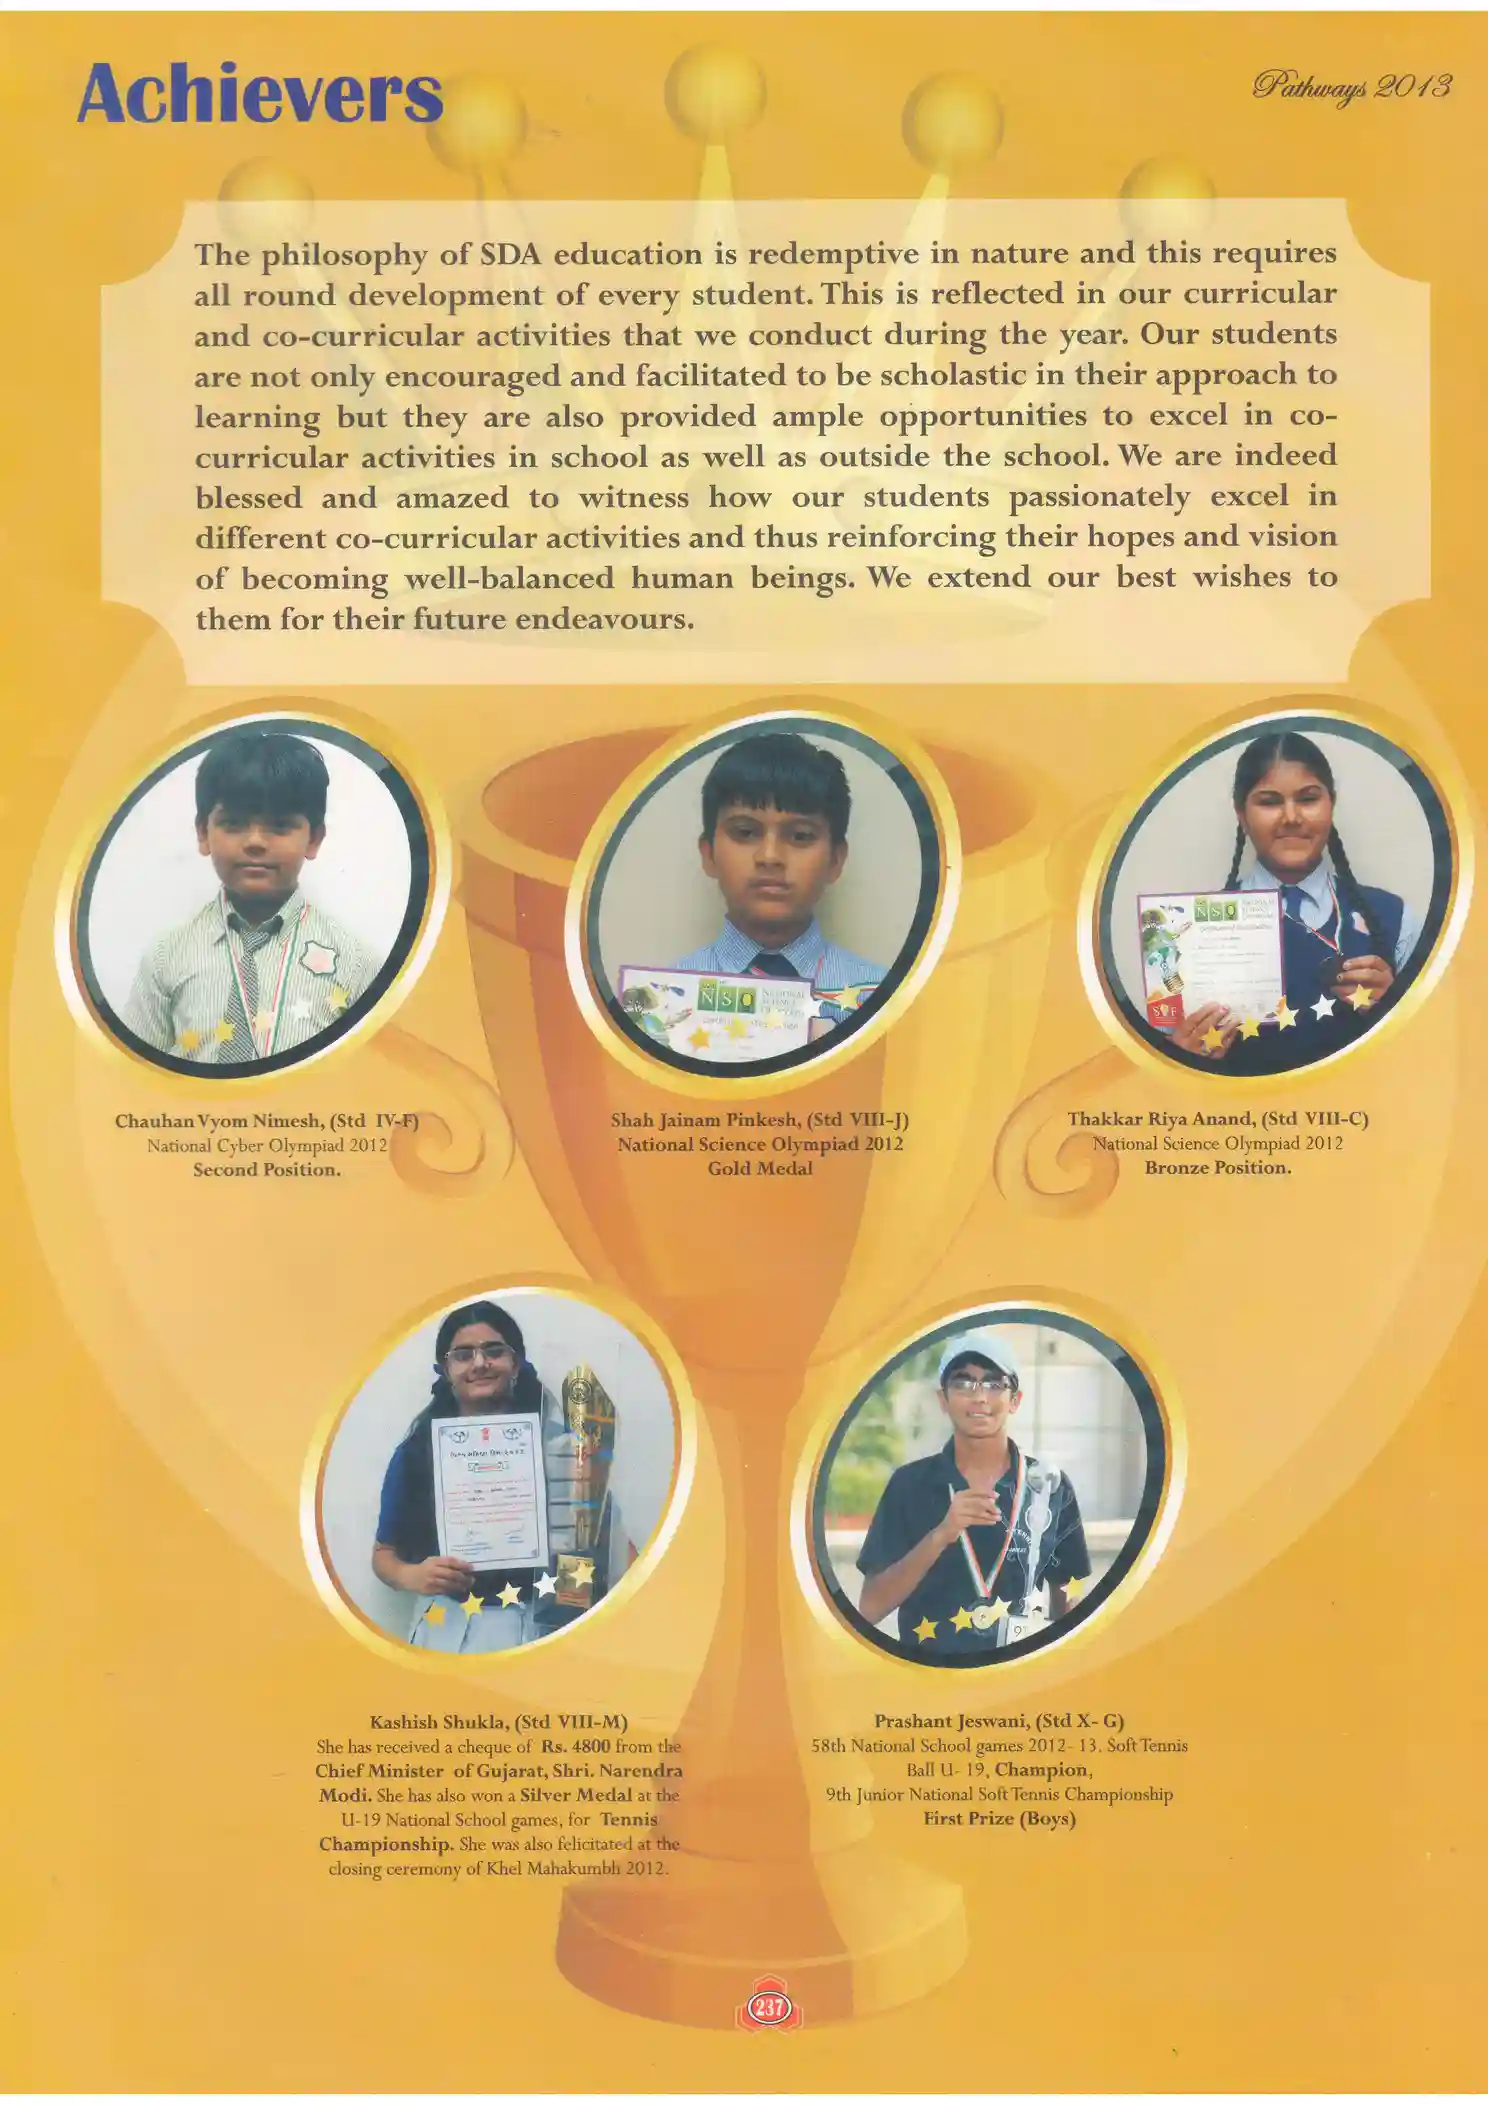 Achievers
Pathways 2013
The philosophy of SDA education is redemptive in nature and this requires
all round development of every student. This is reflected in our curricular
and co-curricular activities that we conduct during the year. Our students
are not only encouraged and facilitated to be scholastic in their approach to
learning but they are also provided ample opportunities to excel in co-
curricular activities in school as well as outside the school. We are indeed
blessed and amazed to witness how our students passionately excel in
different co-curricular activities and thus reinforcing their hopes and vision
of becoming well-balanced human beings. We extend our best wishes to
them for their future endeavours.
NSO
NSO
Chauhan Vyom Nimesh, (Std IV-F)
National Cyber Olympiad 2012
Second Position.
Shah Jainam Pinkesh, (Std VIII-J)
National Science Olympiad 2012
Gold Medal
Thakkar Riya Anand, (Std VIII-C)
National Science Olympiad 2012
Bronze Position.
Kashish Shukla, (Std VIII-M)
She has received a cheque of Rs. 4800 from the
Chief Minister of Gujarat, Shri. Narendra
Modi. She has also won a Silver Medal at the
U-19 National School games, for Tennis
Championship. She was also felicitated at the
closing ceremony of Khel Mahakumbh 2012.
Prashant Jeswani, (Std X- G)
58th National School games 2012- 13. Soft Tennis
Ball U- 19, Champion,
9th Junior National Soft Tennis Championship
First Prize (Boys)
237